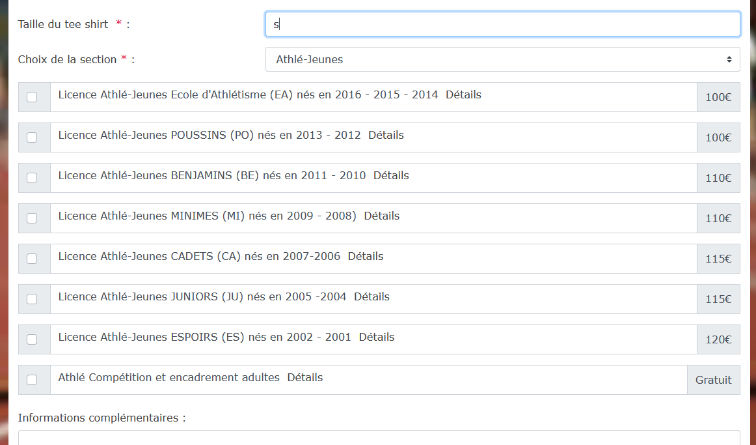 Taille du tee shirt * :
s
Choix de la section * :
Athlé-Jeunes
Licence Athlé-Jeunes Ecole d'Athlétisme (EA) nés en 2016 - 2015 - 2014 Détails 100€
Licence Athlé-Jeunes POUSSINS (PO) nés en 2013 - 2012 Détails 100€
Licence Athlé-Jeunes BENJAMINS (BE) nés en 2011 - 2010 Détails 110€
Licence Athlé-Jeunes MINIMES (MI) nés en 2009 - 2008) Détails 110€
Licence Athlé-Jeunes CADETS (CA) nés en 2007-2006 Détails 115€
Licence Athlé-Jeunes JUNIORS (JU) nés en 2005 -2004 Détails 115€
Licence Athlé-Jeunes ESPOIRS (ES) nés en 2002 - 2001 Détails 120€
Athlé Compétition et encadrement adultes Détails Gratuit
Informations complémentaires :